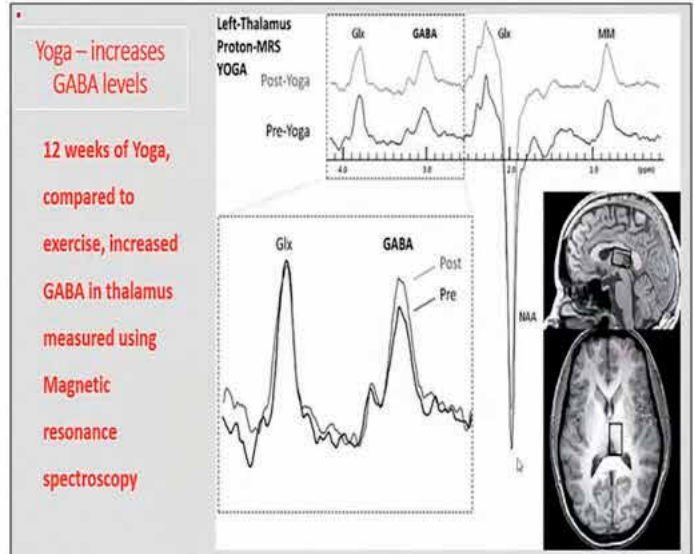 Yoga – increases
GABA levels
12 weeks of Yoga,
compared to
exercise, increased
GABA in thalamus
measured using
Magnetic
resonance
spectroscopy
Left-Thalamus
Proton-MRS
YOGA
Glx
GABA
Glx
MM
Post-Yoga
Pre-Yoga
4.0
3.0
2.0
1.0
(ppm)
Glx
GABA
Post
Pre
NAA